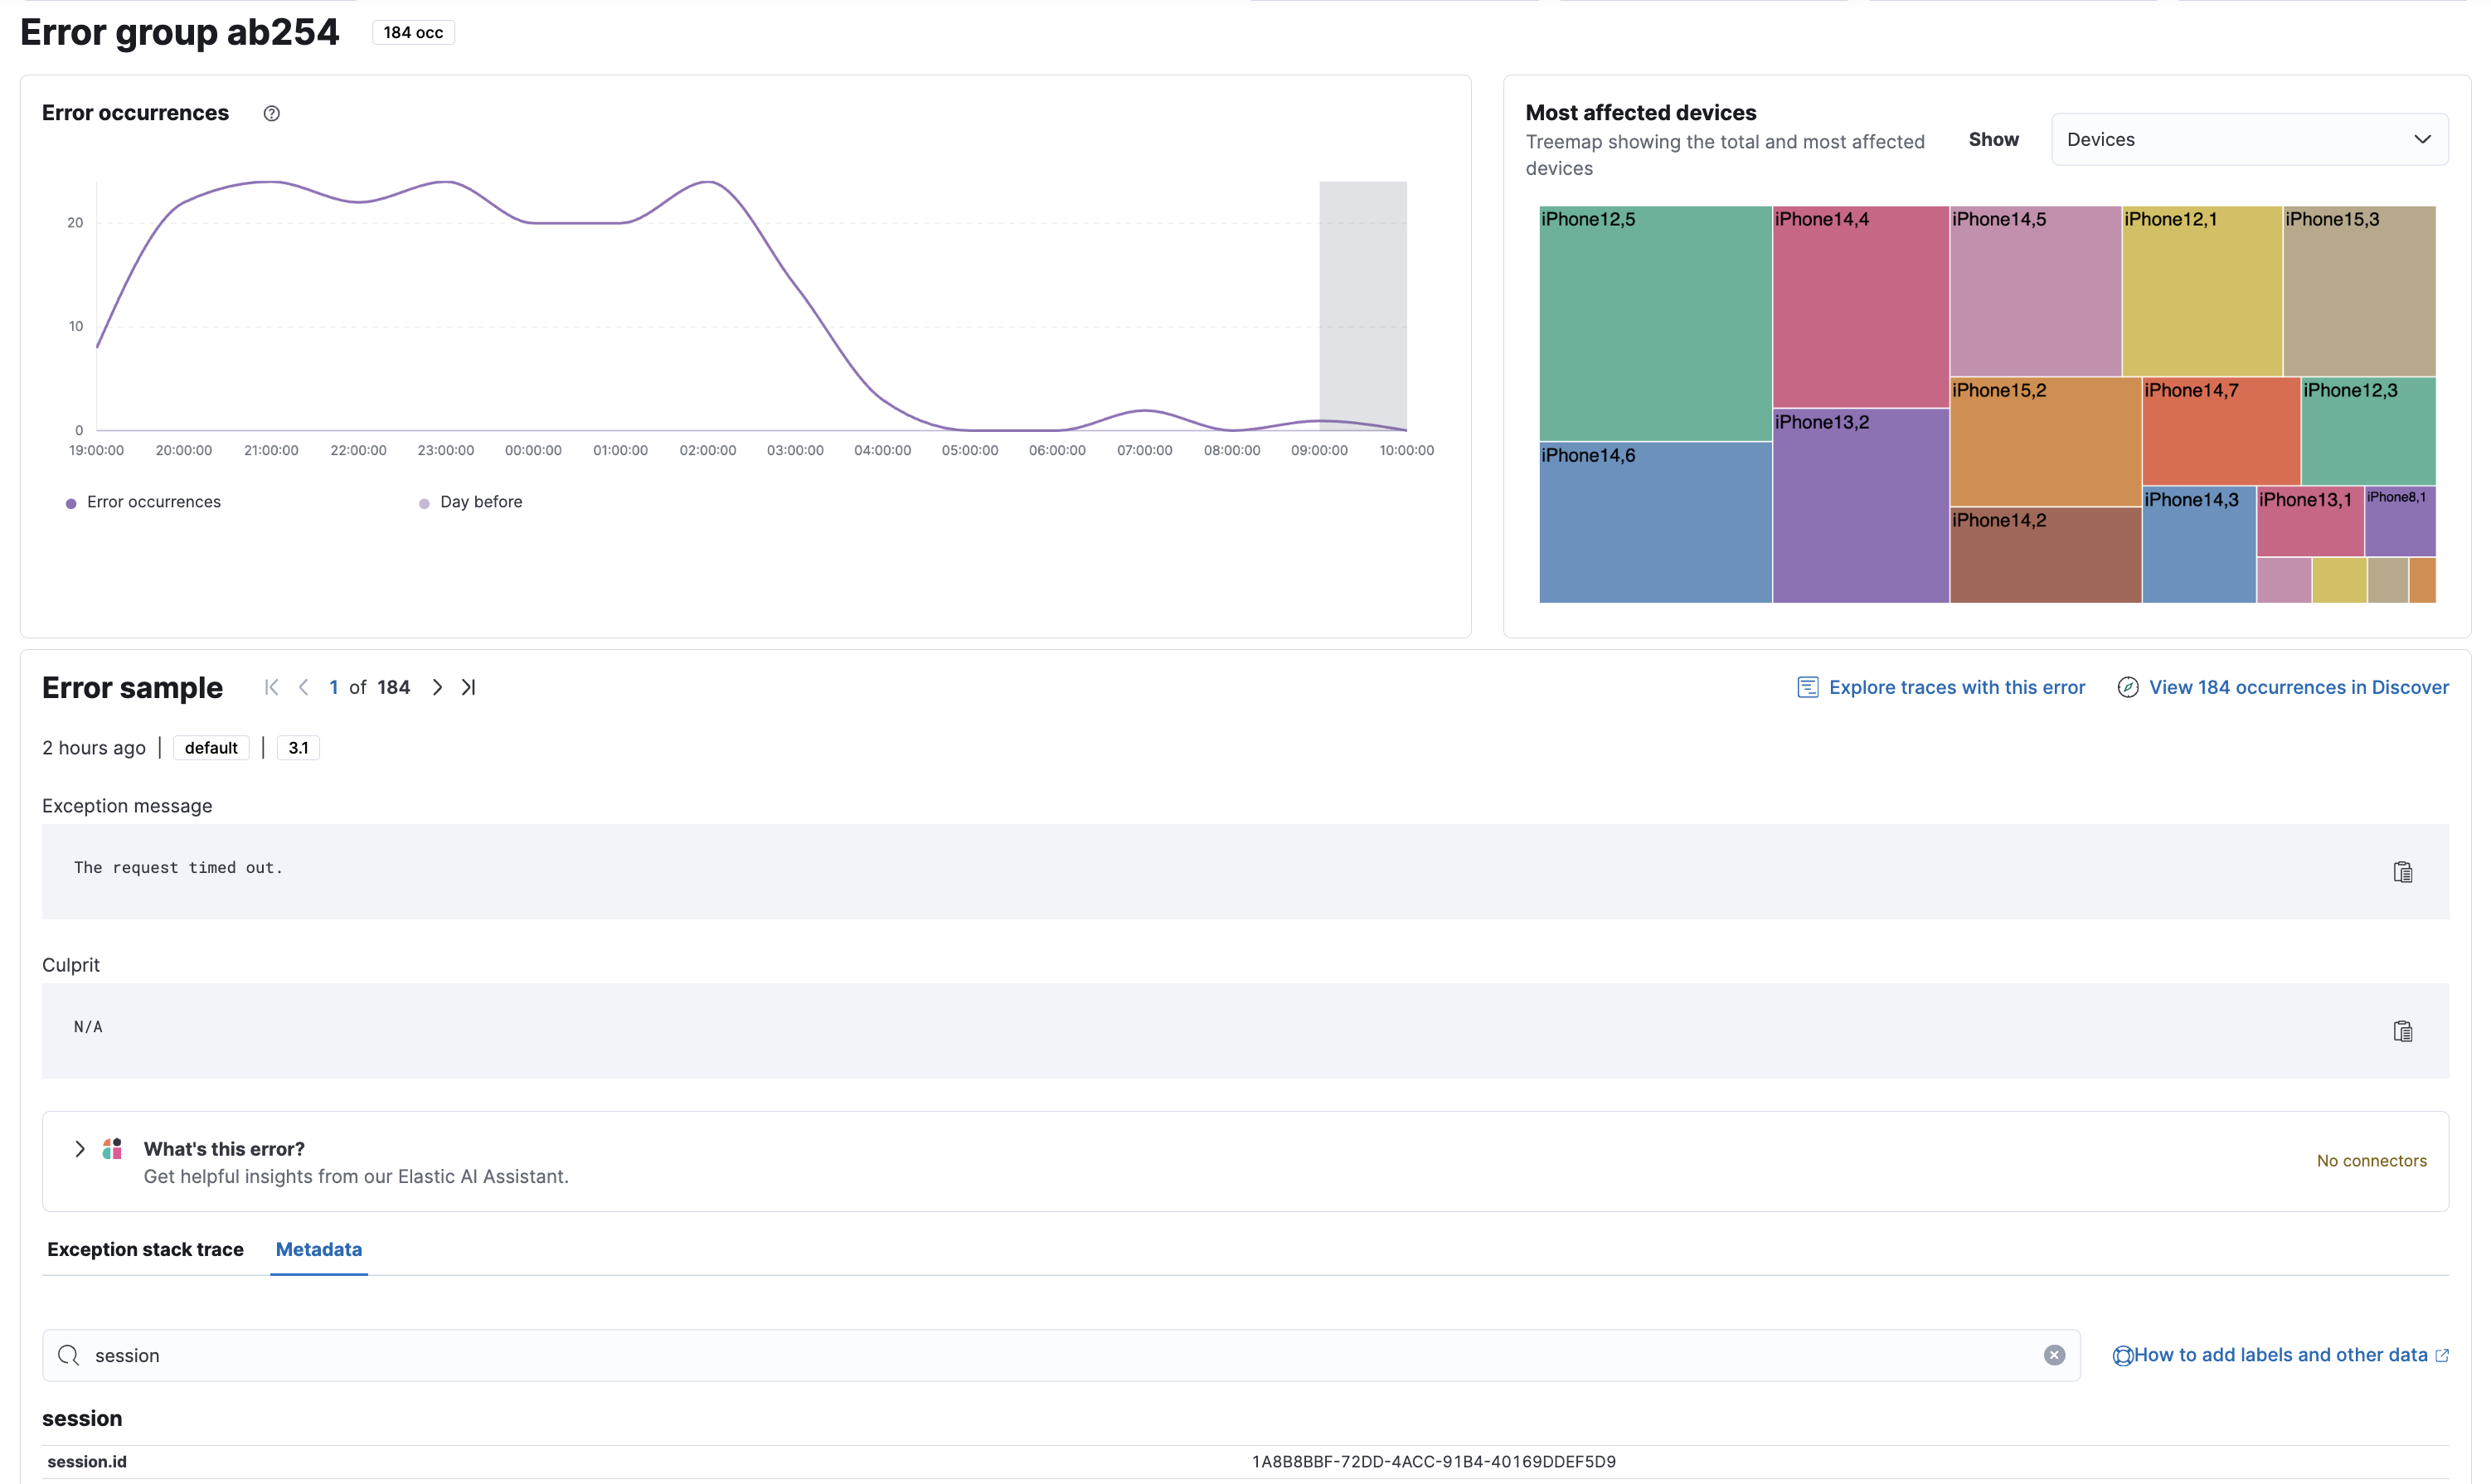 Error group ab254
184 occ
Error occurrences
20
10
0
19:00:00 20:00:00 21:00:00 22:00:00 23:00:00 00:00:00 01:00:00 02:00:00 03:00:00 04:00:00 05:00:00 06:00:00 07:00:00 08:00:00 09:00:00 10:00:00
Error occurrences
Day before
Most affected devices
Treemap showing the total and most affected
devices
Show
Devices
iPhone12,5
iPhone14,4
iPhone14,5
iPhone12,1
iPhone15,3
iPhone15,2
iPhone14,7
iPhone12,3
iPhone13,2
iPhone14,6
iPhone14,3
iPhone13,1
iPhone8,1
iPhone14,2
Error sample
1 of 184
Explore traces with this error
View 184 occurrences in Discover
2 hours ago | default | 3.1
Exception message
The request timed out.
Culprit
N/A
What's this error?
Get helpful insights from our Elastic AI Assistant.
No connectors
Exception stack trace
Metadata
session
How to add labels and other data
session
session.id
1A8B8BBF-72DD-4ACC-91B4-40169DDEF5D9